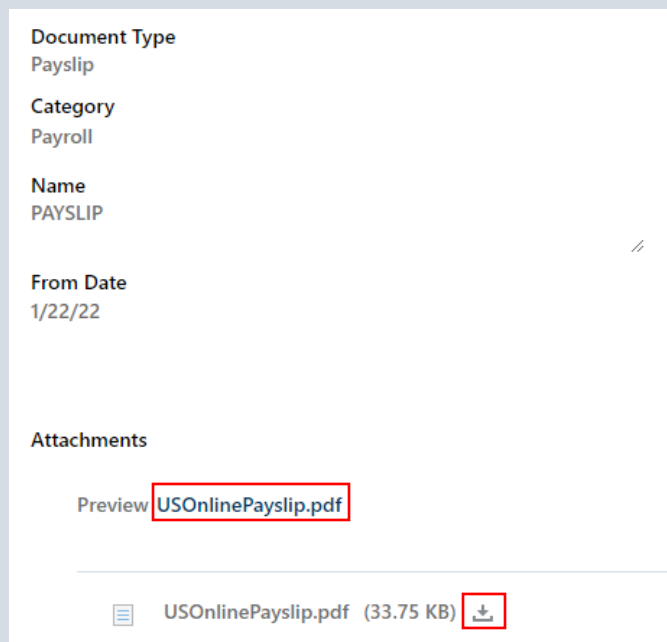 Document Type
Payslip
Category
Payroll
Name
PAYSLIP
From Date
1/22/22
Attachments
Preview USOnlinePayslip.pdf
USOnlinePayslip.pdf (33.75 KB)